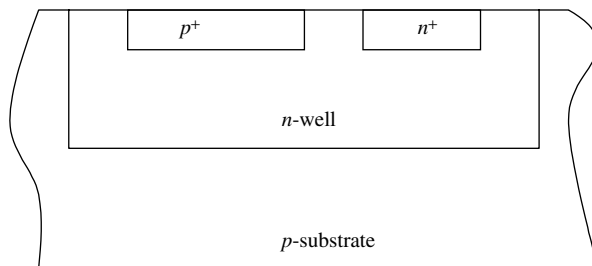 p⁺ n⁺
n-well
p-substrate